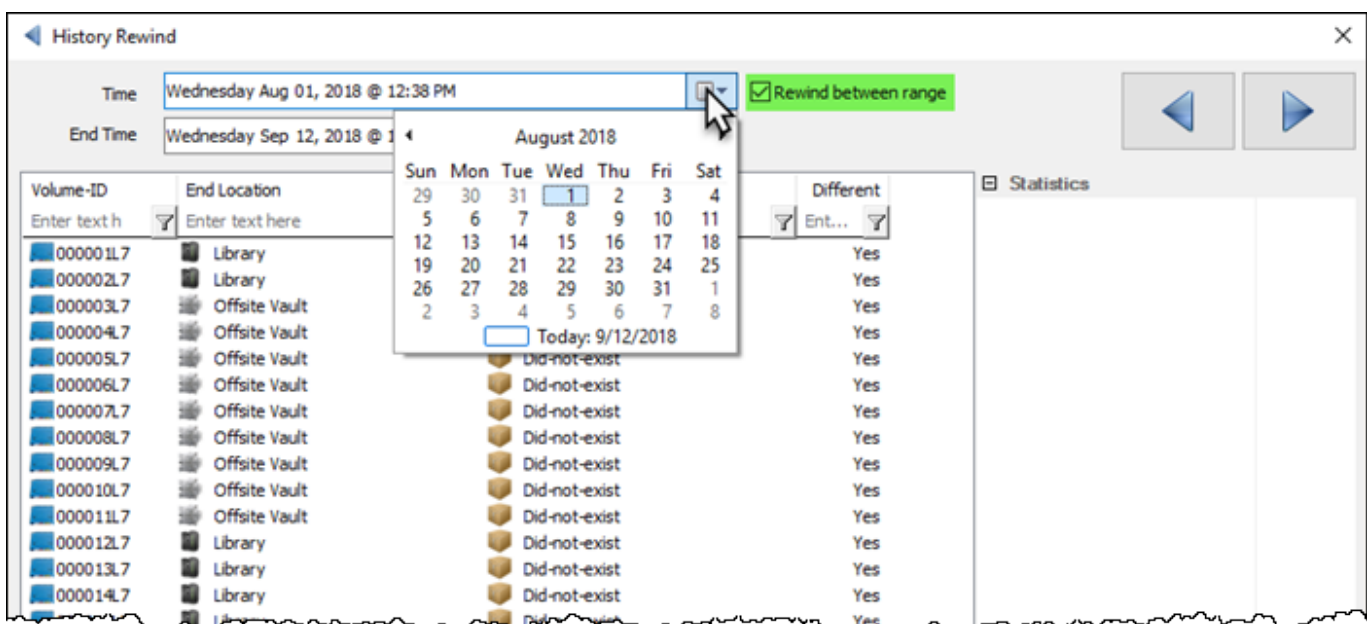 History Rewind
Time Wednesday Aug 01, 2018 @ 12:38 PM Rewind between range
End Time Wednesday Sep 12, 2018 @ 1
August 2018
Sun Mon Tue Wed Thu Fri Sat
29 30 31 1 2 3 4
5 6 7 8 9 10 11
12 13 14 15 16 17 18
19 20 21 22 23 24 25
26 27 28 29 30 31 1
2 3 4 5 6 7 8
Today: 9/12/2018
Volume-ID End Location Different Statistics
Enter text h Enter text here Ent...
000001L7 Library Yes
000002L7 Library Yes
000003L7 Offsite Vault Yes
000004L7 Offsite Vault Yes
000005L7 Offsite Vault Did-not-exist Yes
000006L7 Offsite Vault Did-not-exist Yes
000007L7 Offsite Vault Did-not-exist Yes
000008L7 Offsite Vault Did-not-exist Yes
000009L7 Offsite Vault Did-not-exist Yes
000010L7 Offsite Vault Did-not-exist Yes
000011L7 Offsite Vault Did-not-exist Yes
000012L7 Library Did-not-exist Yes
000013L7 Library Did-not-exist Yes
000014L7 Library Did-not-exist Yes
Yes